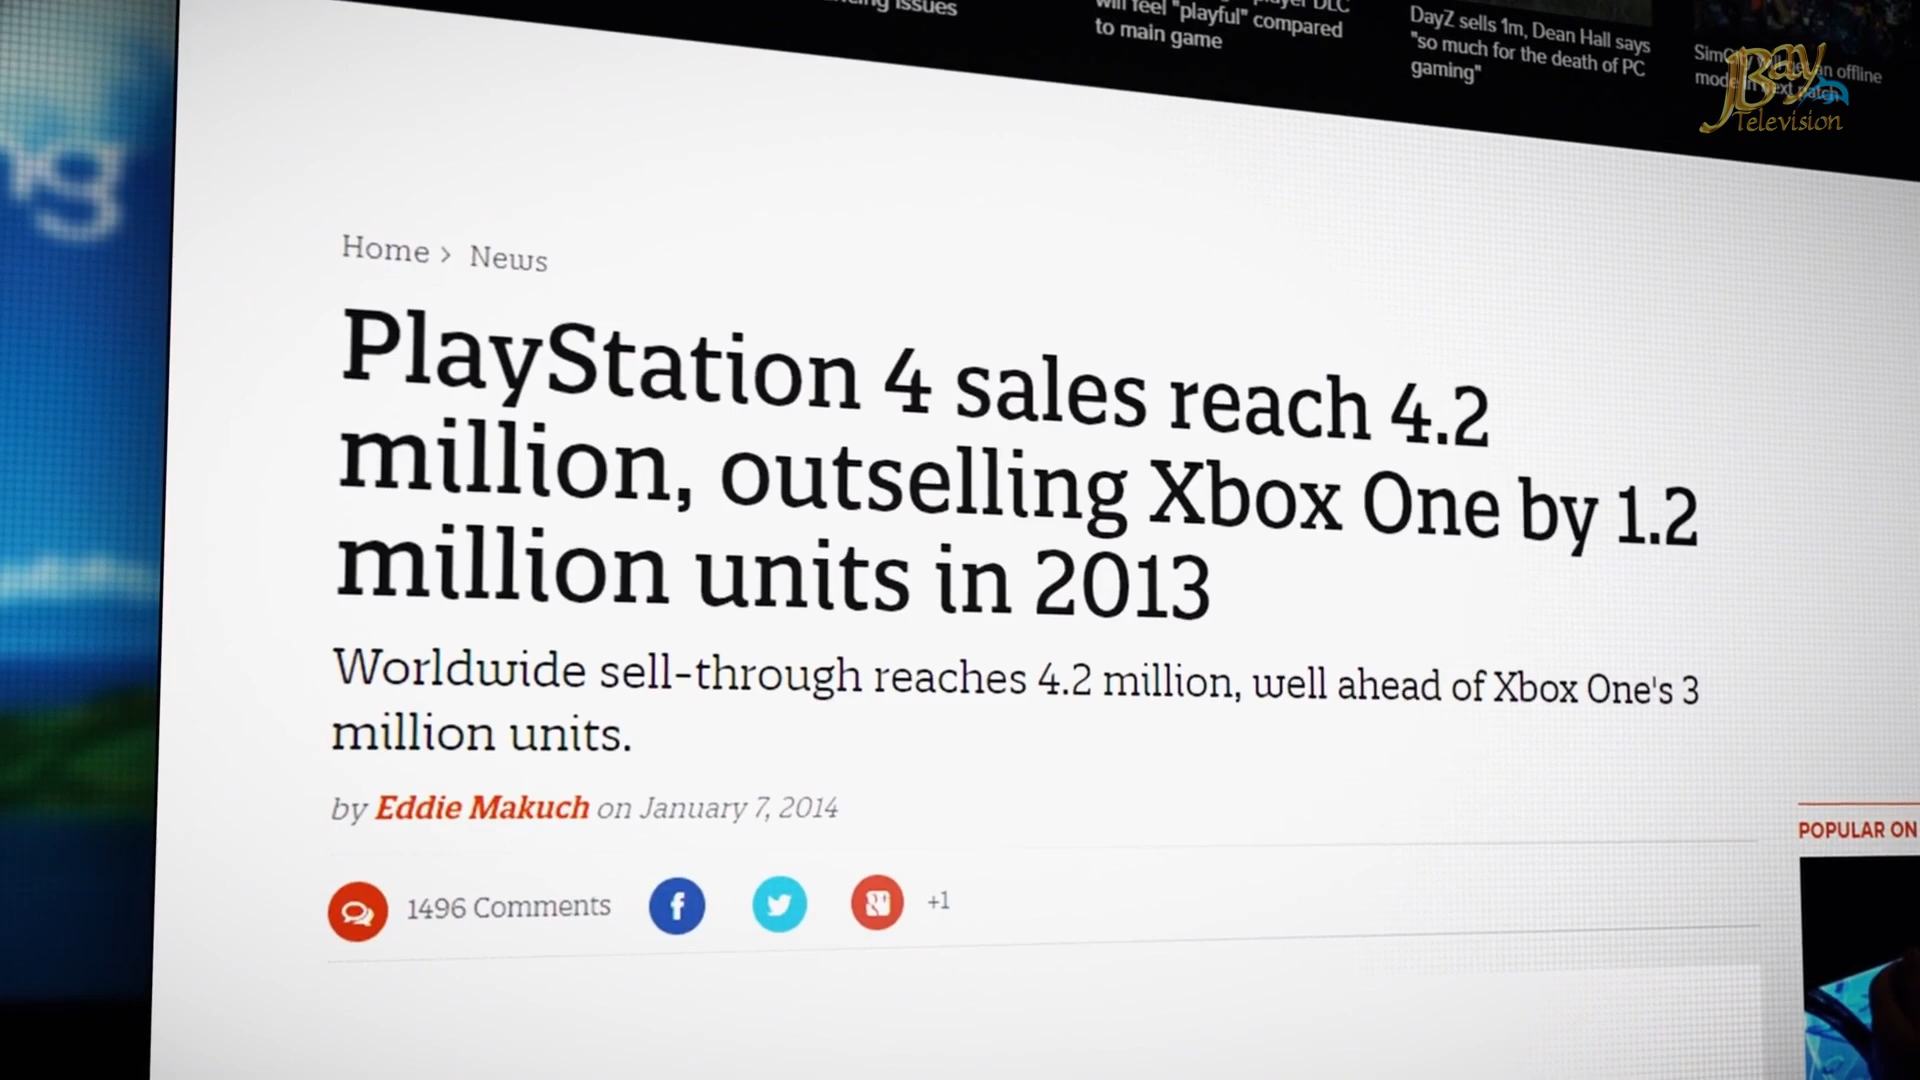 issues
will feel "playful" compared
to main game
DayZ sells 1m, Dean Hall says
"so much for the death of PC
gaming"
an offline
JBay
Television
Home > News
PlayStation 4 sales reach 4.2
million, outselling Xbox One by 1.2
million units in 2013
Worldwide sell-through reaches 4.2 million, well ahead of Xbox One's 3
million units.
by Eddie Makuch on January 7, 2014
POPULAR ON
1496 Comments
+1